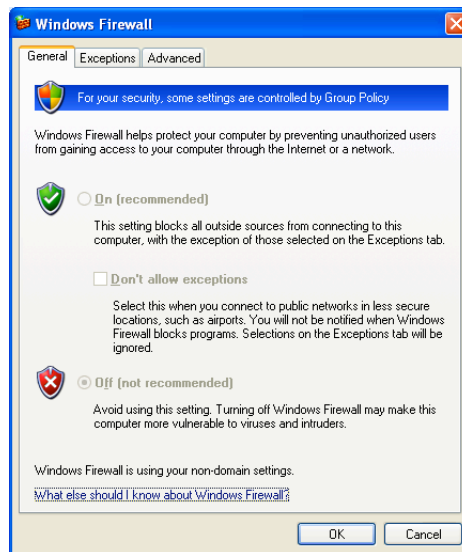 Windows Firewall
General Exceptions Advanced
For your security, some settings are controlled by Group Policy
Windows Firewall helps protect your computer by preventing unauthorized users
from gaining access to your computer through the Internet or a network.
On (recommended)
This setting blocks all outside sources from connecting to this
computer, with the exception of those selected on the Exceptions tab.
Don't allow exceptions
Select this when you connect to public networks in less secure
locations, such as airports. You will not be notified when Windows
Firewall blocks programs. Selections on the Exceptions tab will be
ignored.
Off (not recommended)
Avoid using this setting. Turning off Windows Firewall may make this
computer more vulnerable to viruses and intruders.
Windows Firewall is using your non-domain settings.
What else should I know about Windows Firewall?
OK Cancel